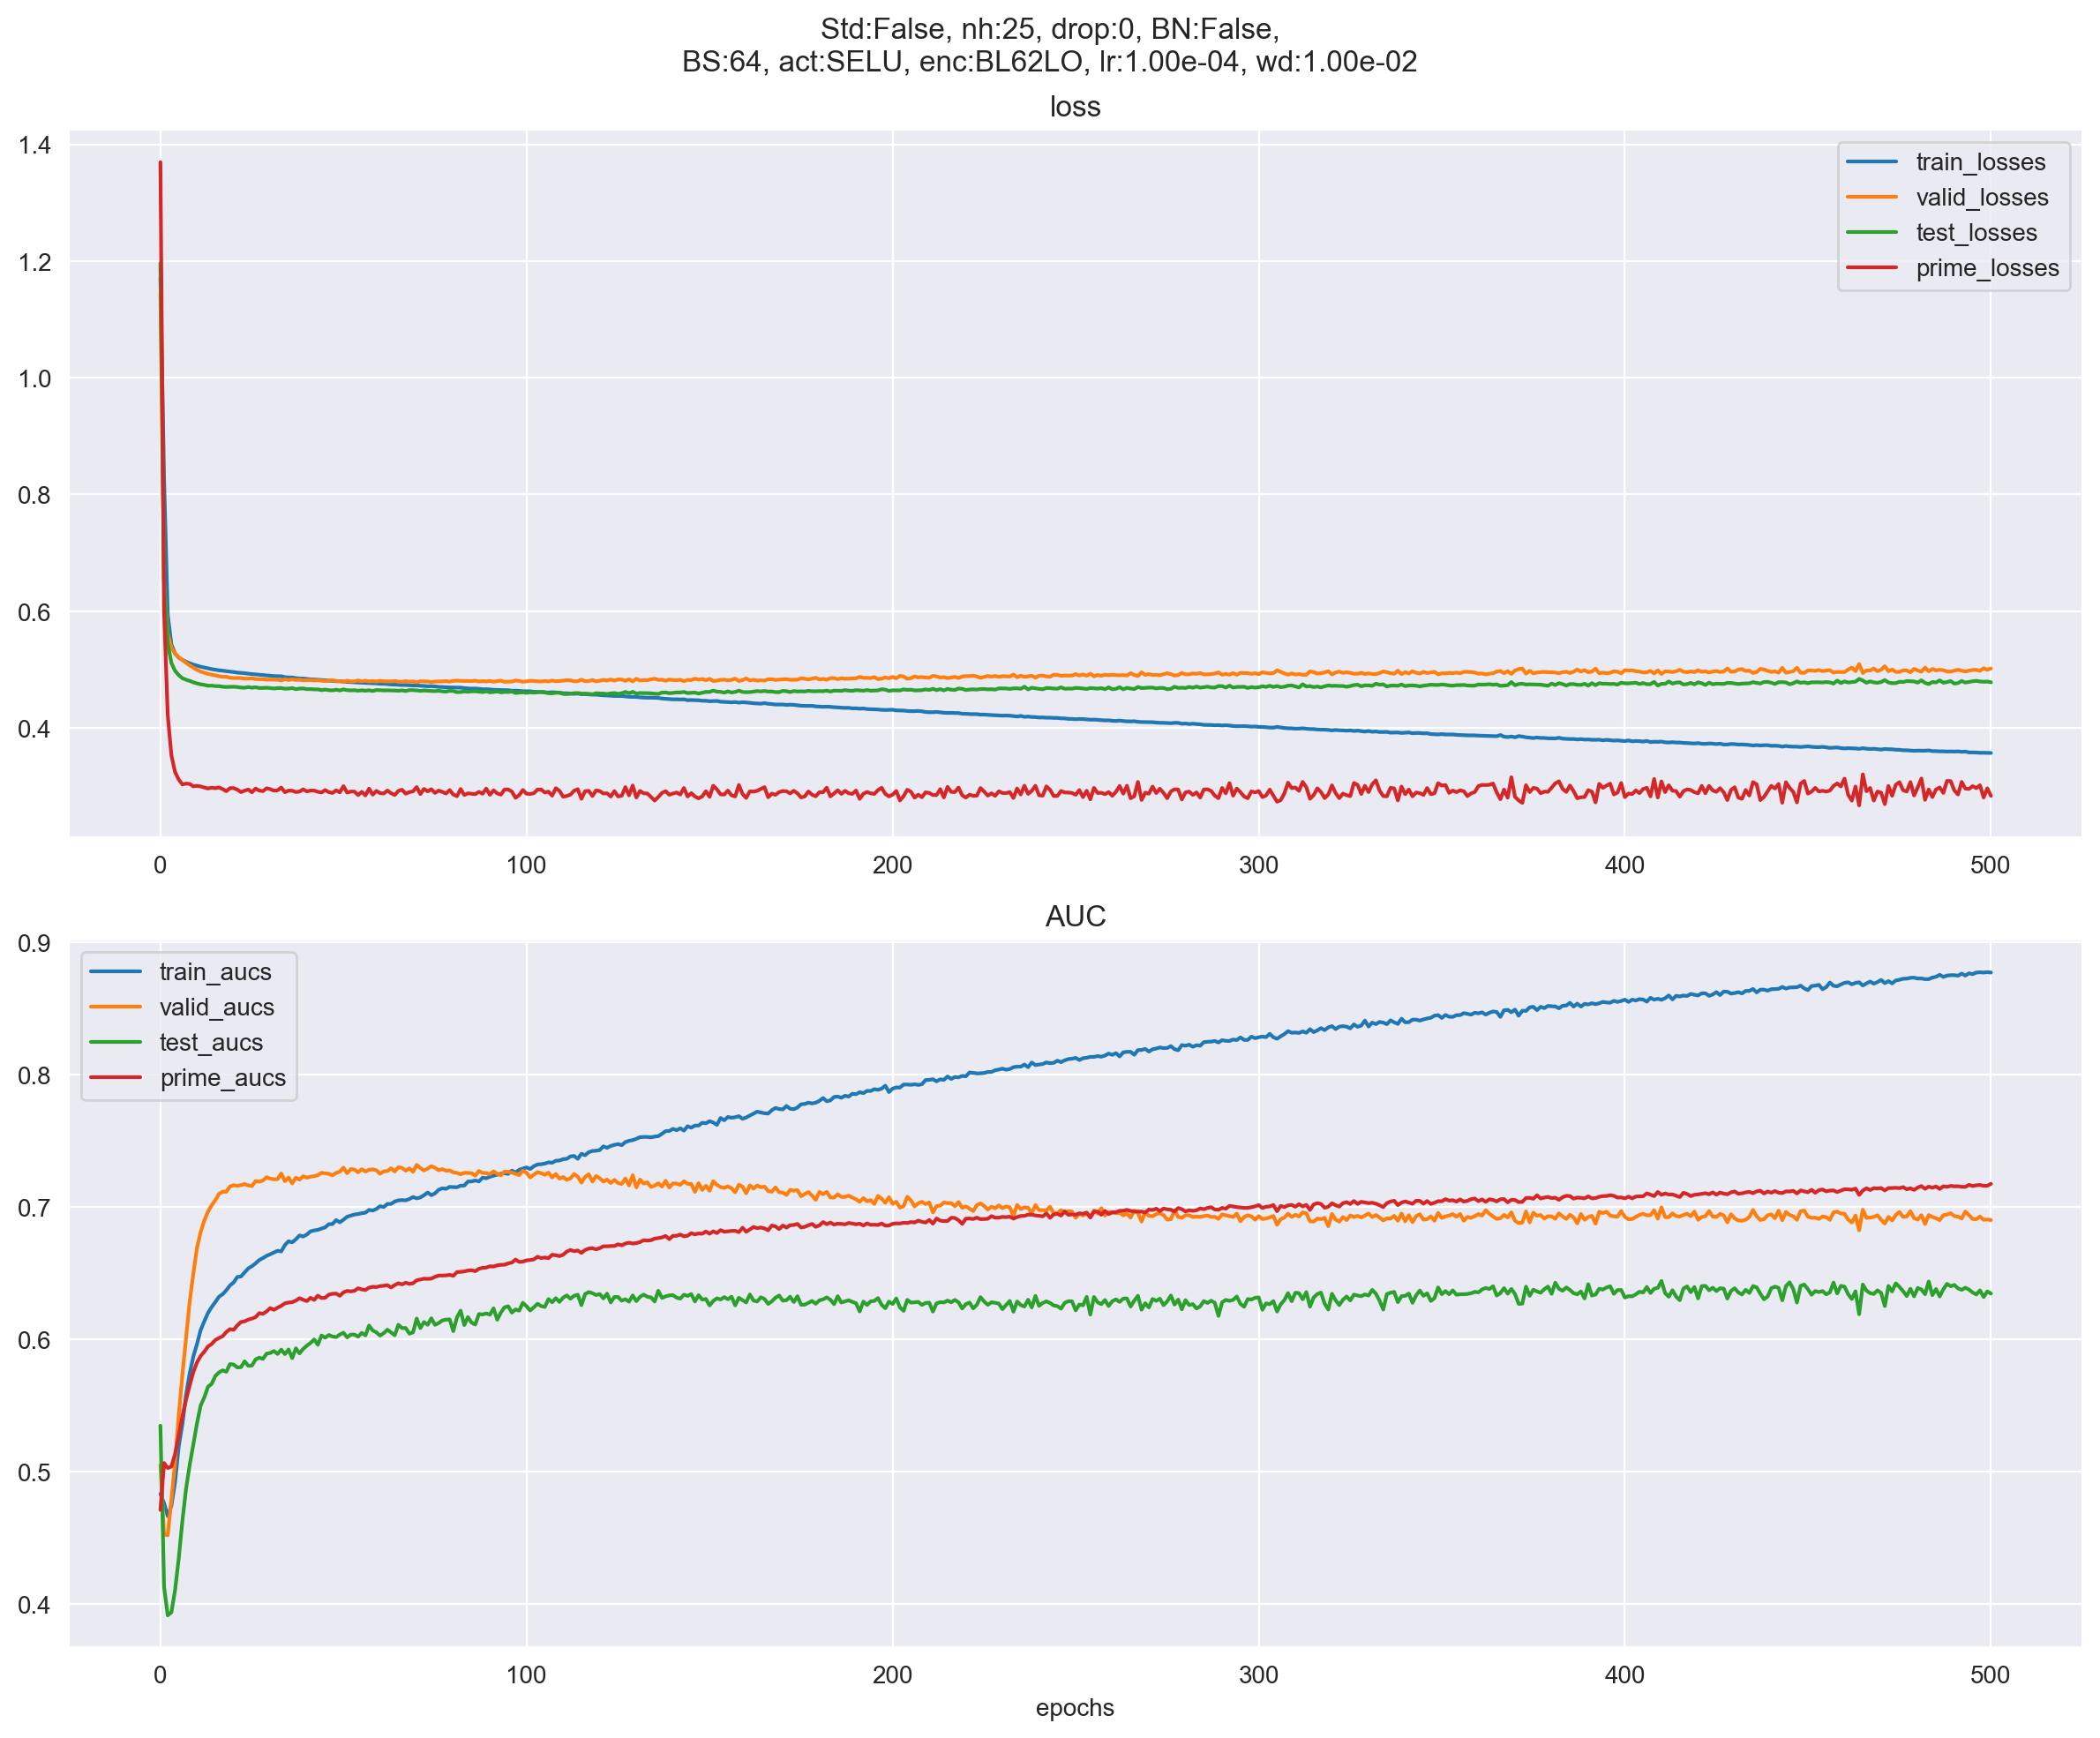 Std:False, nh:25, drop:0, BN:False,
BS:64, act:SELU, enc:BL62LO, lr:1.00e-04, wd:1.00e-02
loss
1.4
1.2
1.0
0.8
0.6
0.4
train_losses
valid_losses
test_losses
prime_losses
0 100 200 300 400 500
AUC
0.9
0.8
0.7
0.6
0.5
0.4
train_aucs
valid_aucs
test_aucs
prime_aucs
0 100 200 300 400 500
epochs